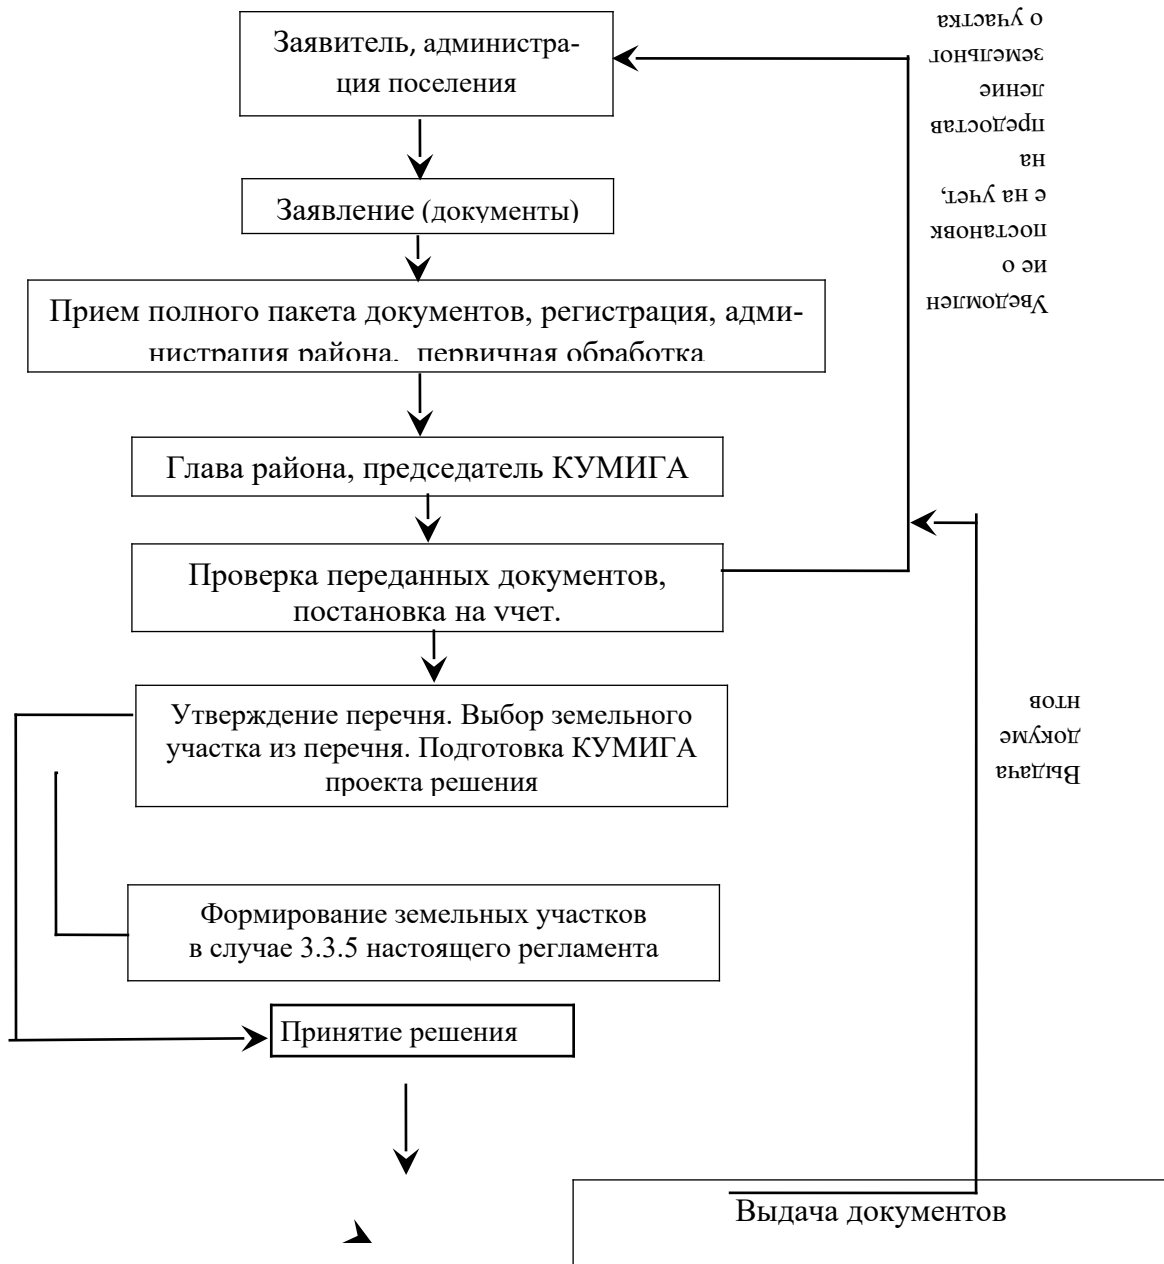 Заявитель, администра-
ция поселения
Заявление (документы)
Прием полного пакета документов, регистрация, адми-
нистрация района, первичная обработка
Глава района, председатель КУМИГА
Проверка переданных документов,
постановка на учет.
Утверждение перечня. Выбор земельного
участка из перечня. Подготовка КУМИГА
проекта решения
Формирование земельных участков
в случае 3.3.5 настоящего регламента
Принятие решения
Выдача документов
Уведомлен
ие о
постановк
е на учет,
на
предостав
ление
земельног
о участка
Выдача
докуме
нтов